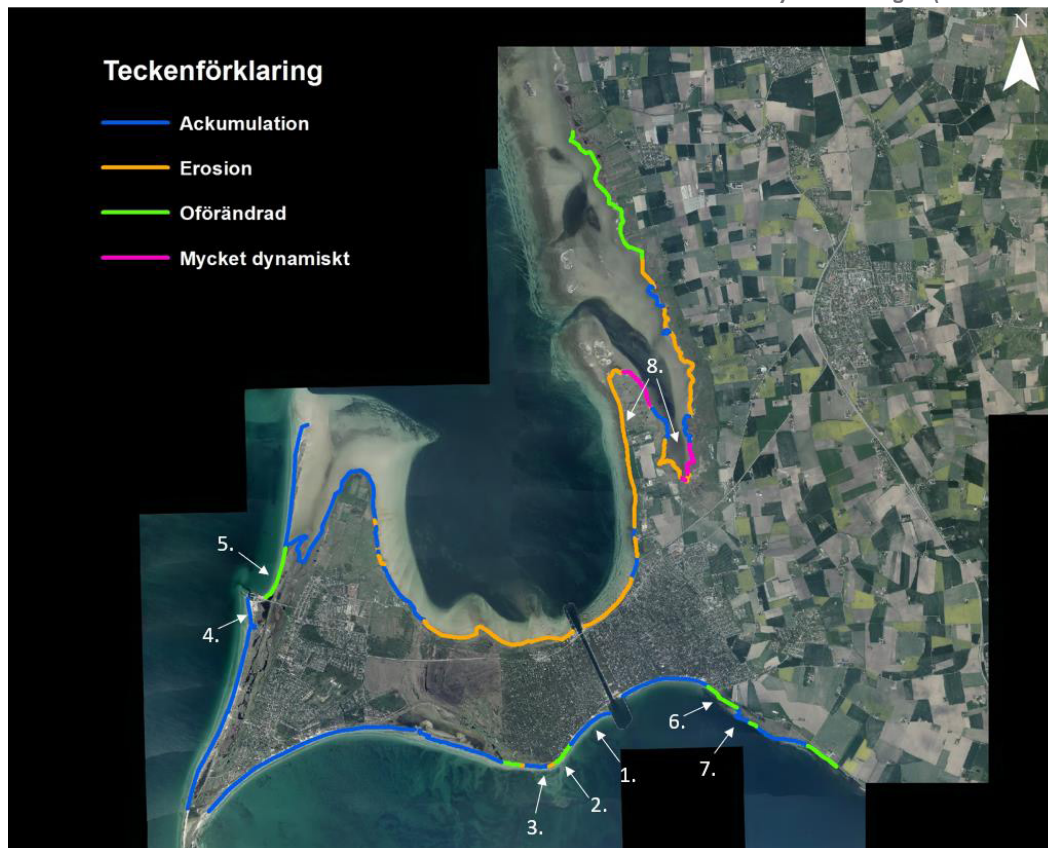 N
Teckenförklaring
Ackumulation
Erosion
Oförändrad
Mycket dynamiskt
8.
5.
4.
6.
7.
1.
2.
3.